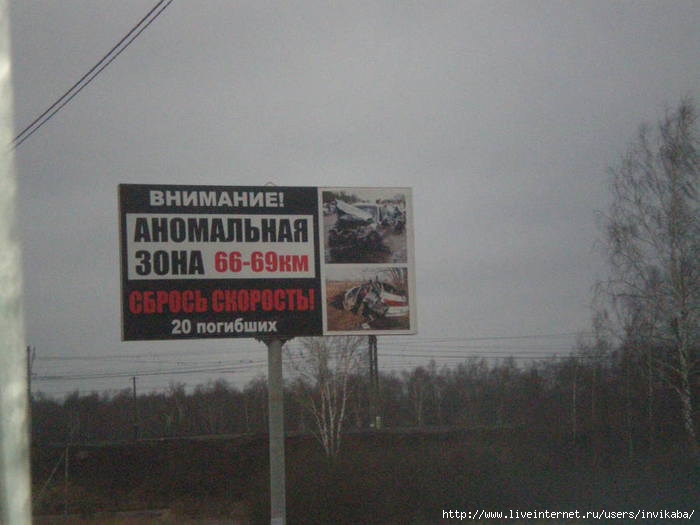 ВНИМАНИЕ!
АНОМАЛЬНАЯ
ЗОНА 66-69КМ
СБРОСЬ СКОРОСТЬ!
20 погибших
http://www.liveinternet.ru/users/invikaba/